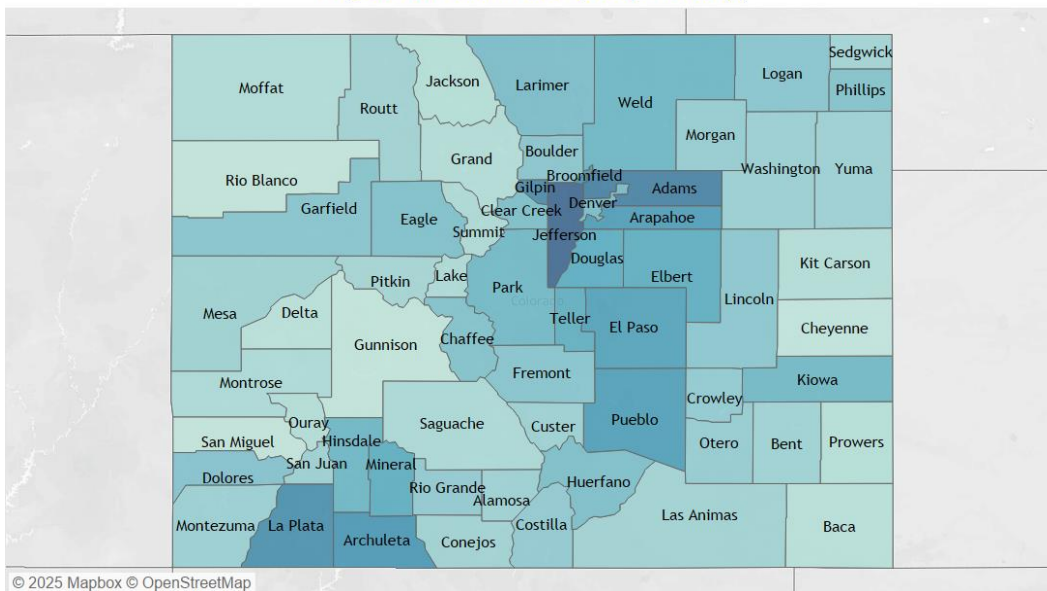 Sedgwick
Logan
Phillips
Moffat
Jackson
Larimer
Weld
Routt
Morgan
Boulder
Grand
Washington
Yuma
Broomfield
Rio Blanco
Gilpin
Adams
Denver
Garfield
Clear Creek
Eagle
Arapahoe
Summit
Jefferson
Douglas
Kit Carson
Lake
Elbert
Pitkin
Park
Lincoln
Colorado
Mesa
Delta
Teller
El Paso
Cheyenne
Chaffee
Gunnison
Fremont
Kiowa
Montrose
Crowley
Ouray
Saguache
Custer
Pueblo
San Miguel
Hinsdale
Otero
Bent
Prowers
San Juan
Mineral
Dolores
Huerfano
Rio Grande
Alamosa
Las Animas
Montezuma
La Plata
Costilla
Baca
Archuleta
Conejos
© 2025 Mapbox © OpenStreetMap